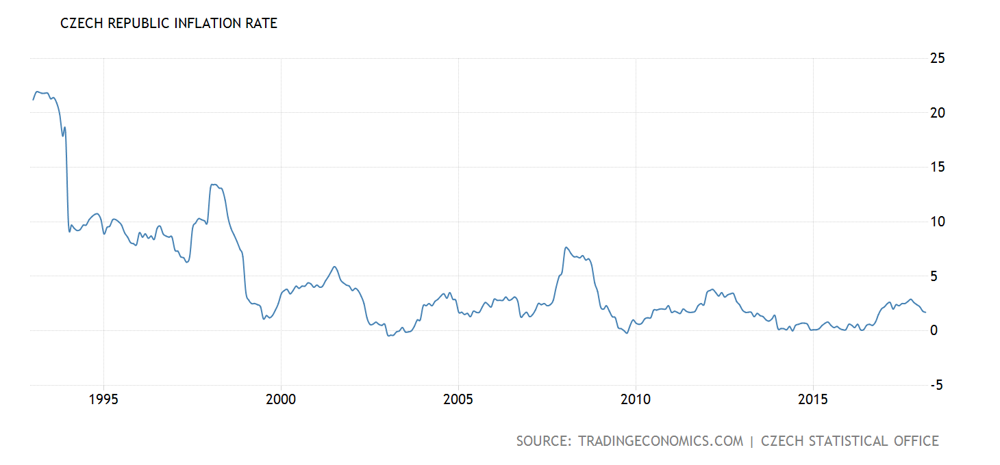 CZECH REPUBLIC INFLATION RATE
25
20
15
10
5
0
-5
1995 2000 2005 2010 2015
SOURCE: TRADINGECONOMICS.COM | CZECH STATISTICAL OFFICE